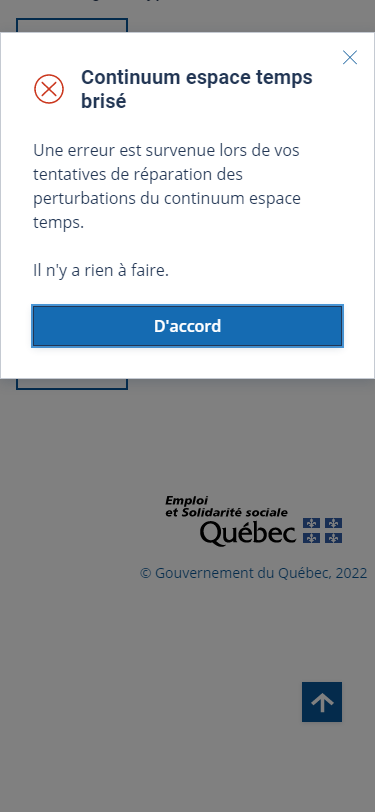 Continuum espace temps
brisé
Une erreur est survenue lors de vos
tentatives de réparation des
perturbations du continuum espace
temps.
Il n'y a rien à faire.
D'accord
Emploi
et Solidarité sociale
Québec
© Gouvernement du Québec, 2022